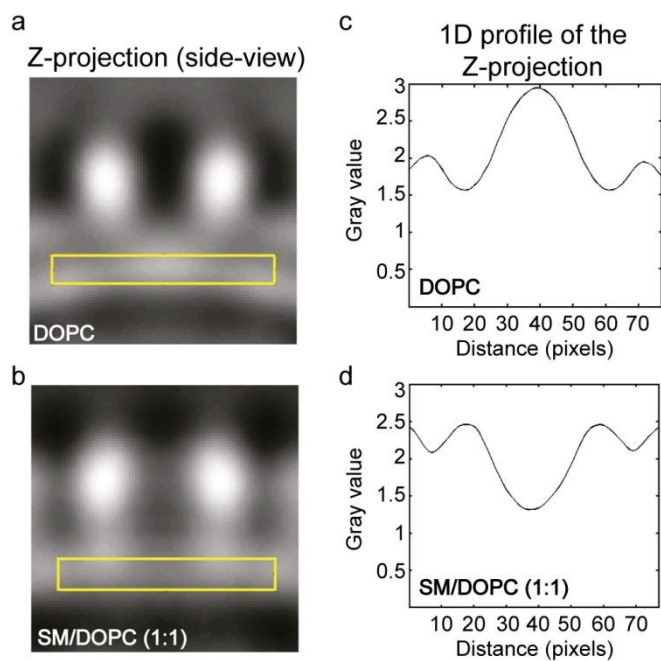 a
Z-projection (side-view)
DOPC
b
SM/DOPC (1:1)
c
1D profile of the
Z-projection
3
2.5
2
1.5
1
0.5
Gray value
DOPC
10 20 30 40 50 60 70
Distance (pixels)
d
3
2.5
2
1.5
1
0.5
Gray value
SM/DOPC (1:1)
10 20 30 40 50 60 70
Distance (pixels)